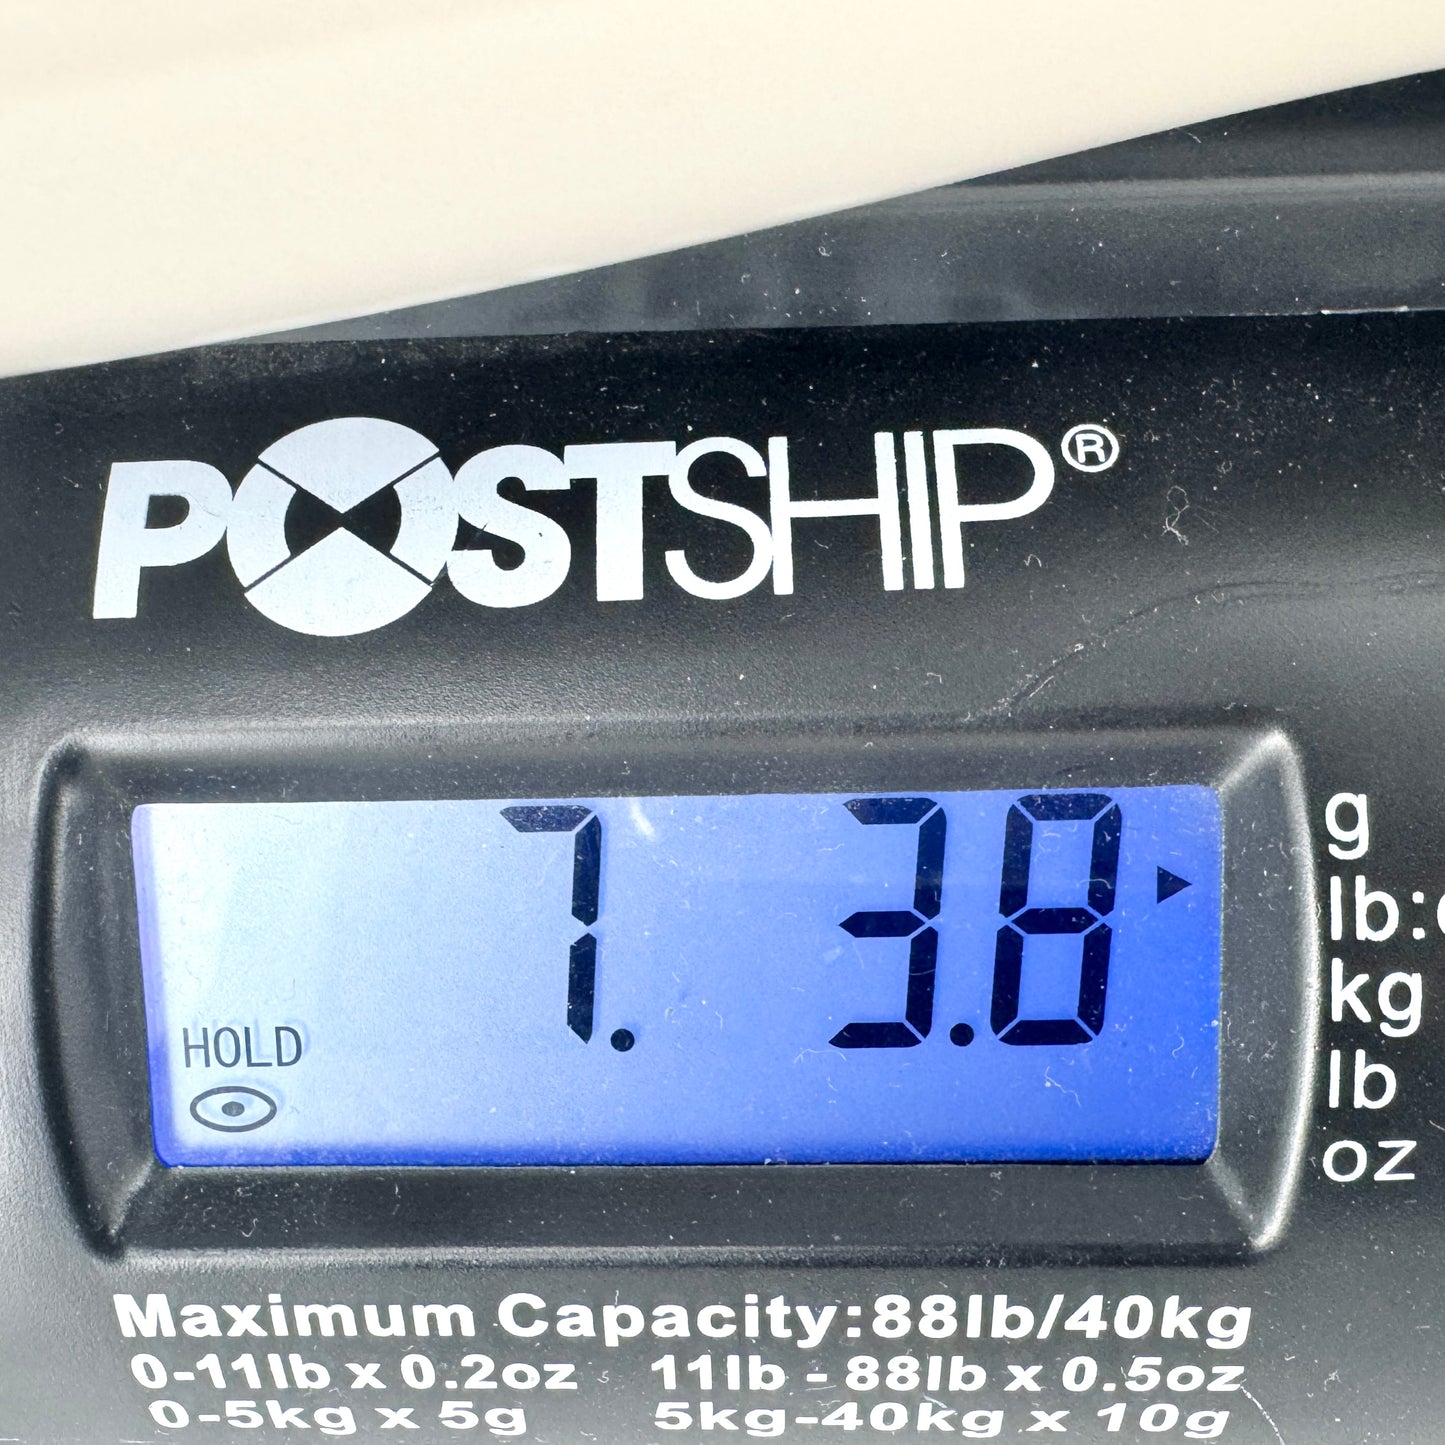 POSTSHIP®
7. 3.8
HOLD
g
lb:
kg
lb
oz
Maximum Capacity:88lb/40kg
0-11lb x 0.2oz 11lb - 88lb x 0.5oz
0-5kg x 5g 5kg-40kg x 10g